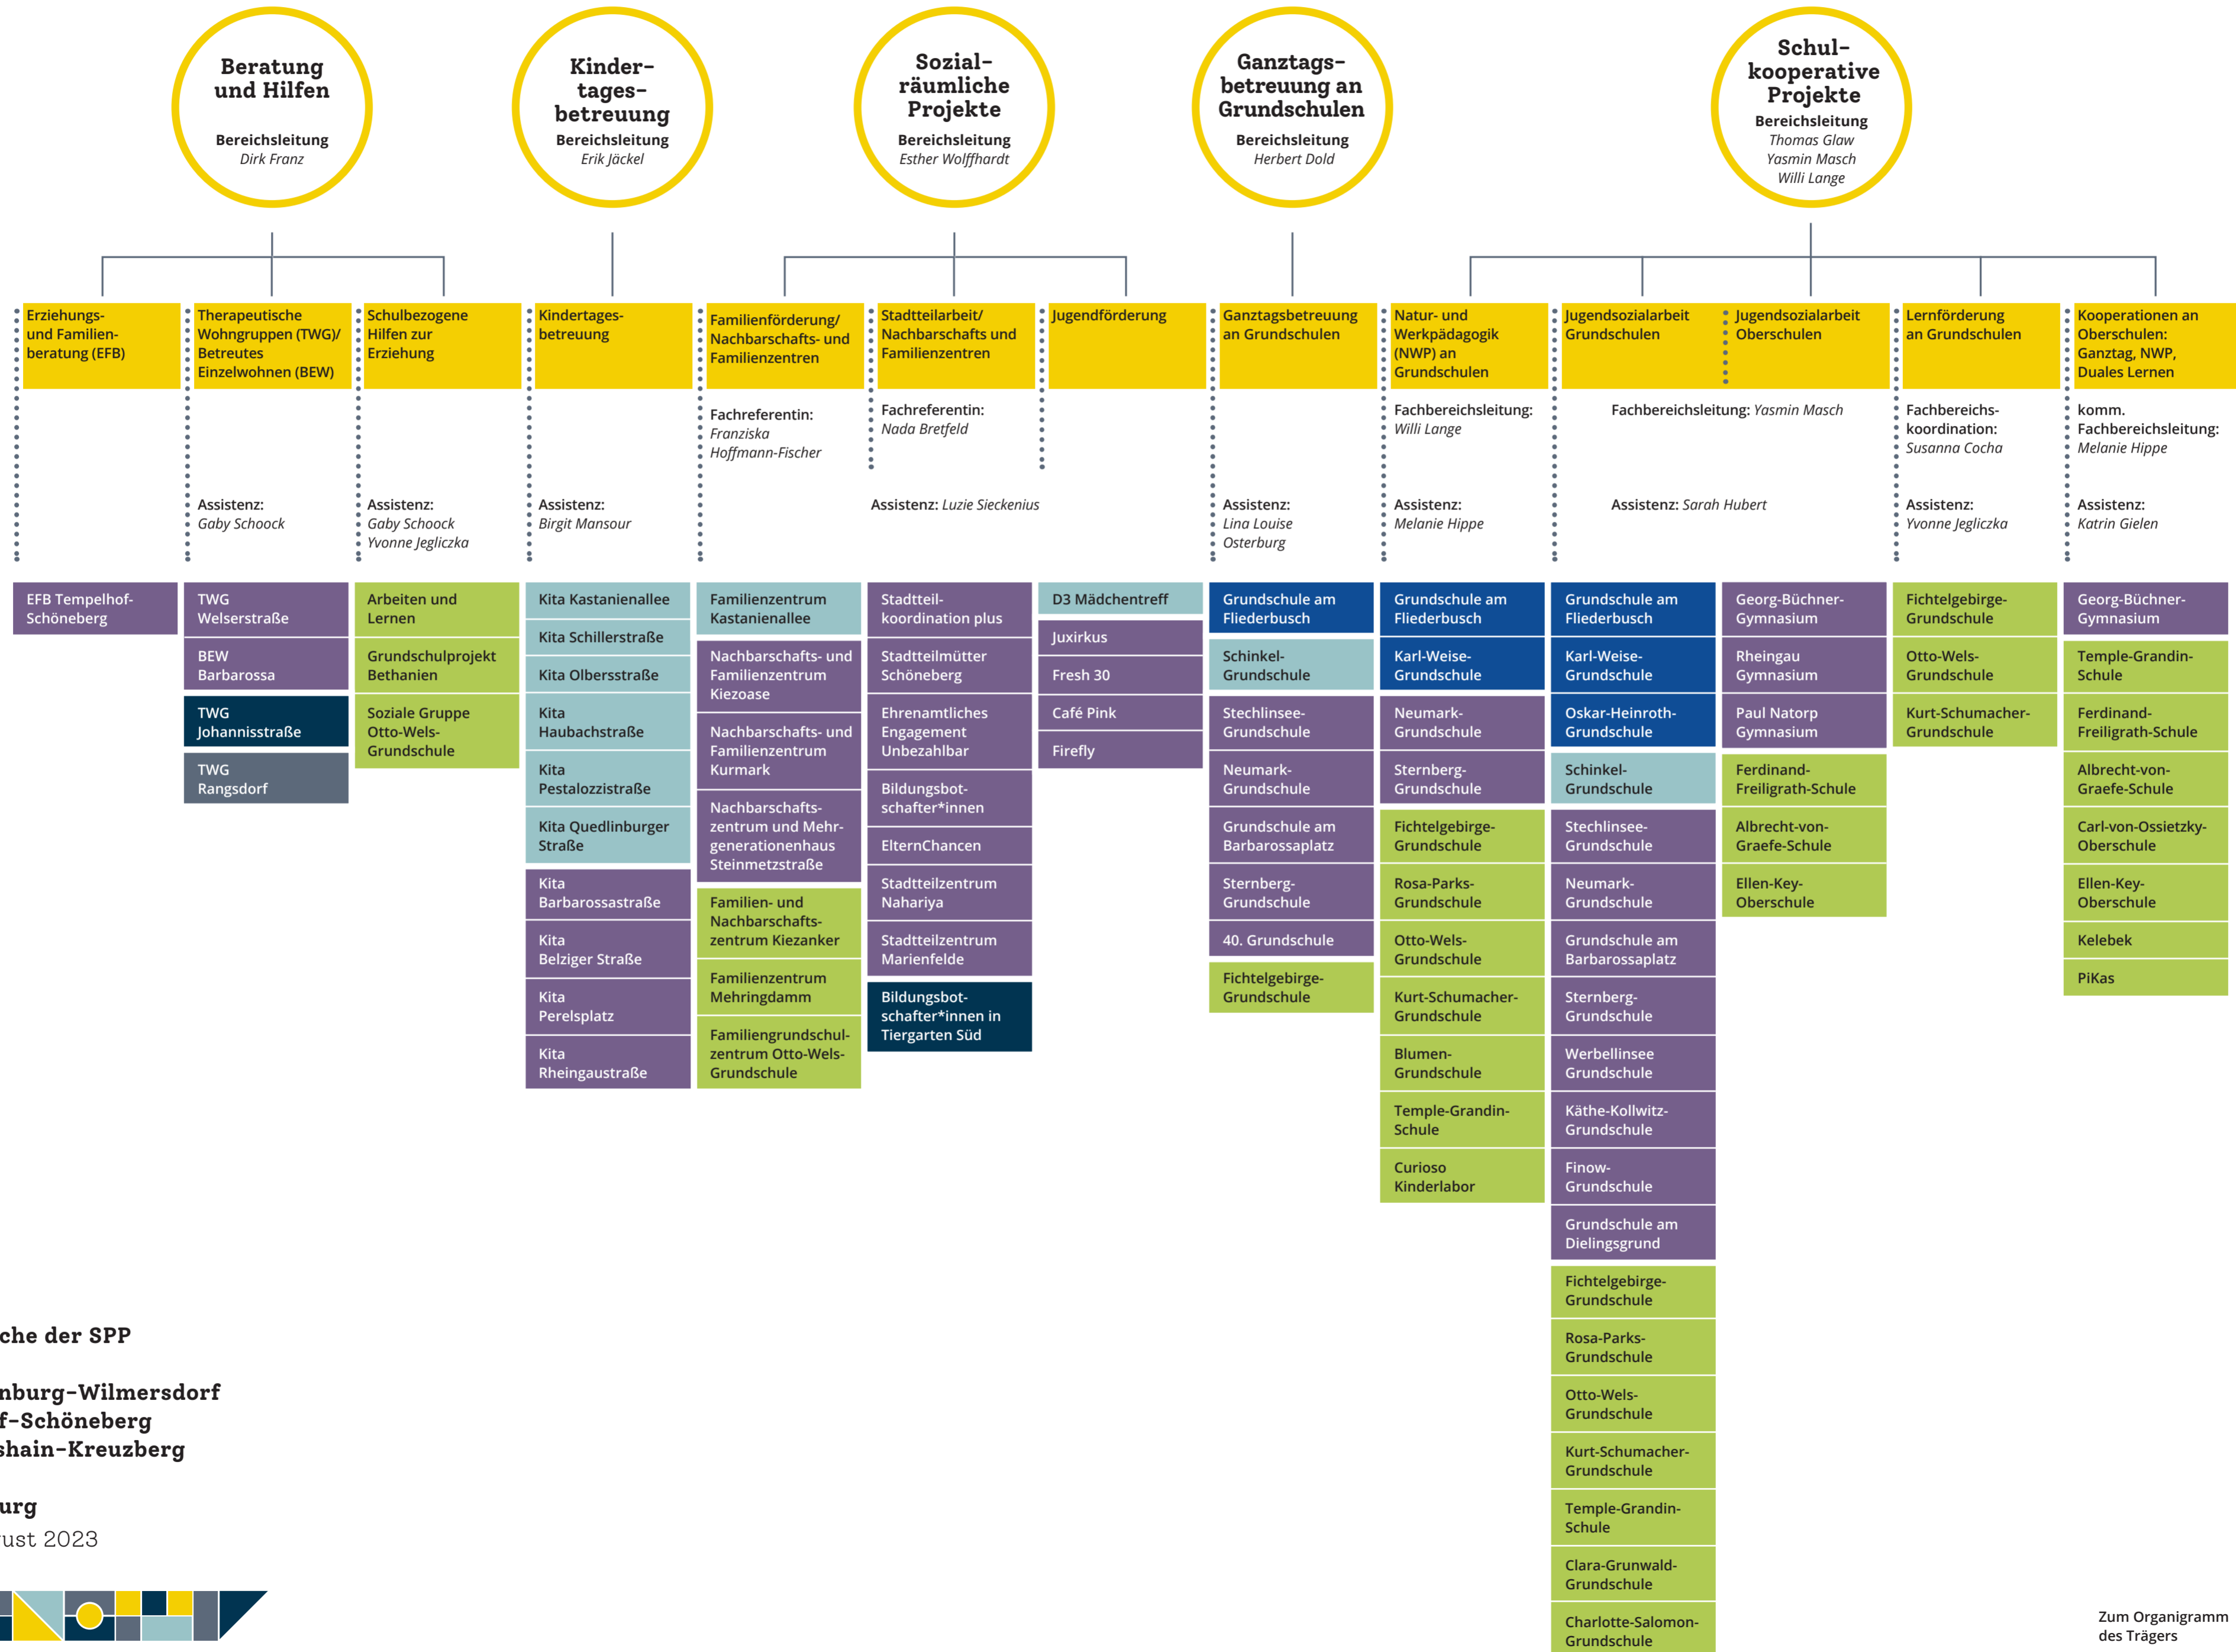 Beratung
und Hilfen
Bereichsleitung
Dirk Franz
Kinder-
tages-
betreuung
Bereichsleitung
Erik Jäckel
Sozial-
räumliche
Projekte
Bereichsleitung
Esther Wolffhardt
Ganztags-
betreuung an
Grundschulen
Bereichsleitung
Herbert Dold
Schul-
kooperative
Projekte
Bereichsleitung
Thomas Glaw
Yasmin Masch
Willi Lange
Erziehungs-
und Familien-
beratung (EFB)
Therapeutische
Wohngruppen (TWG)/
Betreutes
Einzelwohnen (BEW)
Schulbezogene
Hilfen zur
Erziehung
Kindertages-
betreuung
Familienförderung/
Nachbarschafts- und
Familienzentren
Stadtteilarbeit/
Nachbarschafts und
Familienzentren
Jugendförderung
Ganztagsbetreuung
an Grundschulen
Natur- und
Werkpädagogik
(NWP) an
Grundschulen
Jugendsozialarbeit
Grundschulen
Jugendsozialarbeit
Oberschulen
Lernförderung
an Grundschulen
Kooperationen an
Oberschulen:
Ganztag, NWP,
Duales Lernen
Fachreferentin:
Franziska
Hoffmann-Fischer
Fachreferentin:
Nada Bretfeld
Fachbereichsleitung:
Willi Lange
Fachbereichsleitung: Yasmin Masch
Fachbereichs-
koordination:
Susanna Cocha
komm.
Fachbereichsleitung:
Melanie Hippe
Assistenz:
Gaby Schoock
Assistenz:
Gaby Schoock
Yvonne Jegliczka
Assistenz:
Birgit Mansour
Assistenz: Luzie Sieckenius
Assistenz:
Lina Louise
Osterburg
Assistenz:
Melanie Hippe
Assistenz: Sarah Hubert
Assistenz:
Yvonne Jegliczka
Assistenz:
Katrin Gielen
EFB Tempelhof-
Schöneberg
TWG
Welserstraße
BEW
Barbarossa
TWG
Johannisstraße
TWG
Rangsdorf
Arbeiten und
Lernen
Grundschulprojekt
Bethanien
Soziale Gruppe
Otto-Wels-
Grundschule
Kita Kastanienallee
Kita Schillerstraße
Kita Olbersstraße
Kita
Haubachstraße
Kita
Pestalozzistraße
Kita Quedlinburger
Straße
Kita
Barbarossastraße
Kita
Belziger Straße
Kita
Perelsplatz
Kita
Rheingaustraße
Familienzentrum
Kastanienallee
Nachbarschafts- und
Familienzentrum
Kiezoase
Nachbarschafts- und
Familienzentrum
Kurmark
Nachbarschafts-
zentrum und Mehr-
generationenhaus
Steinmetzstraße
Familien- und
Nachbarschafts-
zentrum Kiezanker
Familienzentrum
Mehringdamm
Familiengrundschul-
zentrum Otto-Wels-
Grundschule
Stadtteil-
koordination plus
Stadtteilmütter
Schöneberg
Ehrenamtliches
Engagement
Unbezahlbar
Bildungsbot-
schafter*innen
ElternChancen
Stadtteilzentrum
Nahariya
Stadtteilzentrum
Marienfelde
Bildungsbot-
schafter*innen in
Tiergarten Süd
D3 Mädchentreff
Juxirkus
Fresh 30
Café Pink
Firefly
Grundschule am
Fliederbusch
Schinkel-
Grundschule
Stechlinsee-
Grundschule
Neumark-
Grundschule
Grundschule am
Barbarossaplatz
Sternberg-
Grundschule
40. Grundschule
Fichtelgebirge-
Grundschule
Grundschule am
Fliederbusch
Karl-Weise-
Grundschule
Neumark-
Grundschule
Sternberg-
Grundschule
Fichtelgebirge-
Grundschule
Rosa-Parks-
Grundschule
Otto-Wels-
Grundschule
Kurt-Schumacher-
Grundschule
Blumen-
Grundschule
Temple-Grandin-
Schule
Curioso
Kinderlabor
Grundschule am
Fliederbusch
Karl-Weise-
Grundschule
Oskar-Heinroth-
Grundschule
Schinkel-
Grundschule
Stechlinsee-
Grundschule
Neumark-
Grundschule
Grundschule am
Barbarossaplatz
Sternberg-
Grundschule
Werbellinsee
Grundschule
Käthe-Kollwitz-
Grundschule
Finow-
Grundschule
Grundschule am
Dielingsgrund
Fichtelgebirge-
Grundschule
Rosa-Parks-
Grundschule
Otto-Wels-
Grundschule
Kurt-Schumacher-
Grundschule
Temple-Grandin-
Schule
Clara-Grunwald-
Grundschule
Charlotte-Salomon-
Grundschule
Georg-Büchner-
Gymnasium
Rheingau
Gymnasium
Paul Natorp
Gymnasium
Ferdinand-
Freiligrath-Schule
Albrecht-von-
Graefe-Schule
Ellen-Key-
Oberschule
Fichtelgebirge-
Grundschule
Otto-Wels-
Grundschule
Kurt-Schumacher-
Grundschule
Georg-Büchner-
Gymnasium
Temple-Grandin-
Schule
Ferdinand-
Freiligrath-Schule
Albrecht-von-
Graefe-Schule
Carl-von-Ossietzky-
Oberschule
Ellen-Key-
Oberschule
Kelebek
PiKas
che der SPP
nburg-Wilmersdorf
f-Schöneberg
shain-Kreuzberg
urg
ust 2023
Zum Organigramm
des Trägers